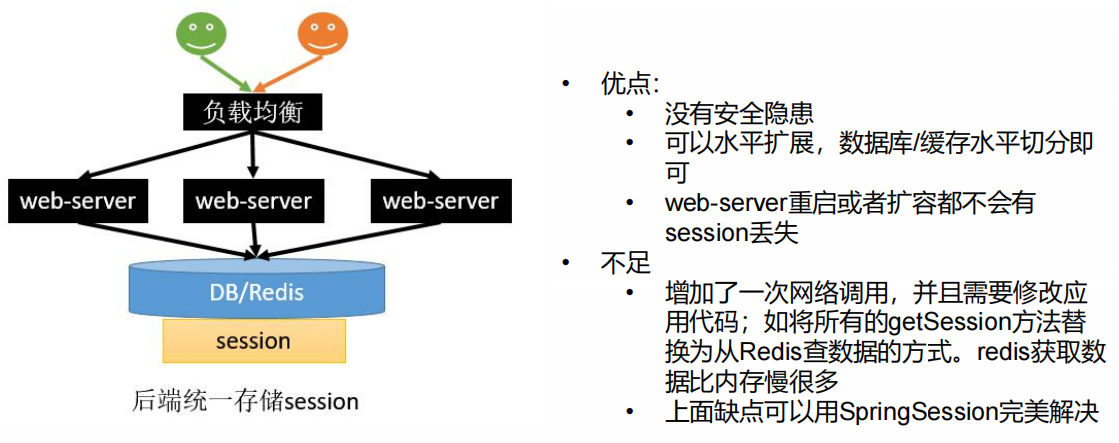 负载均衡
web-server
web-server
web-server
DB/Redis
session
后端统一存储session
• 优点：
• 没有安全隐患
• 可以水平扩展，数据库/缓存水平切分即
可
• web-server重启或者扩容都不会有
session丢失
• 不足
• 增加了一次网络调用，并且需要修改应
用代码；如将所有的getSession方法替
换为从Redis查数据的方式。redis获取数
据比内存慢很多
• 上面缺点可以用SpringSession完美解决